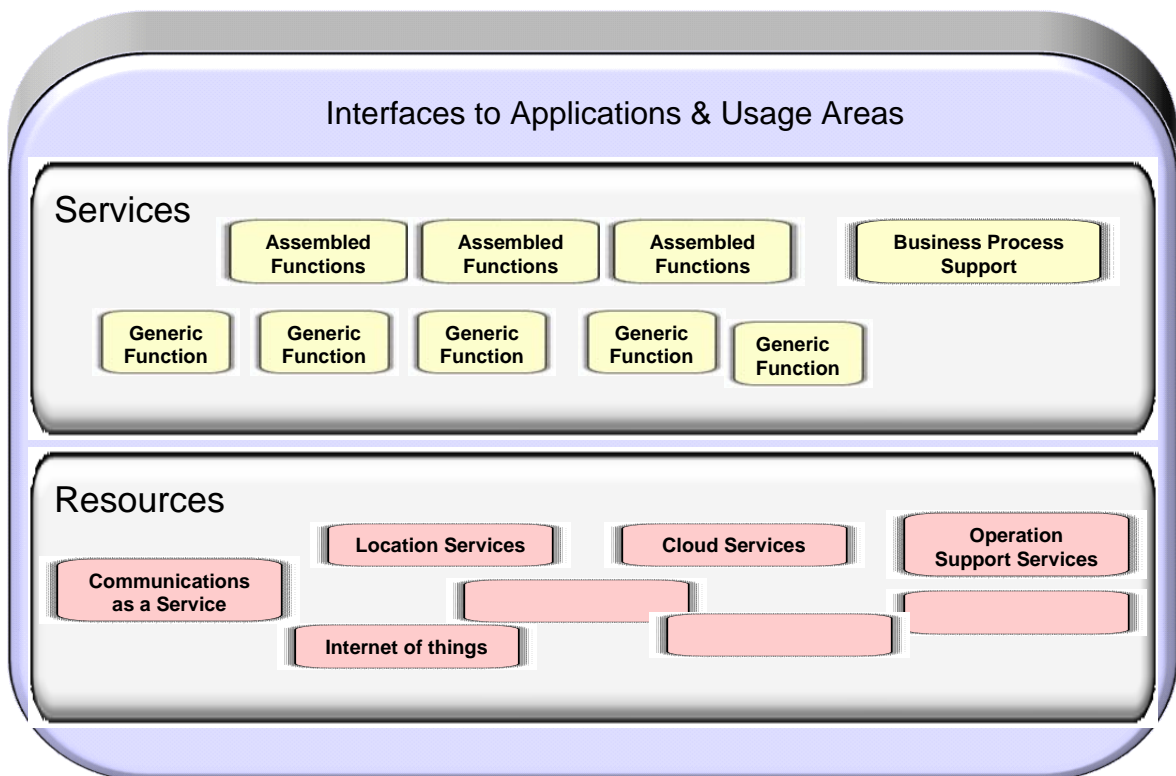 Interfaces to Applications & Usage Areas
Services
Assembled
Functions
Assembled
Functions
Assembled
Functions
Business Process
Support
Generic
Function
Generic
Function
Generic
Function
Generic
Function
Generic
Function
Resources
Location Services
Cloud Services
Operation
Support Services
Communications
as a Service
Internet of things